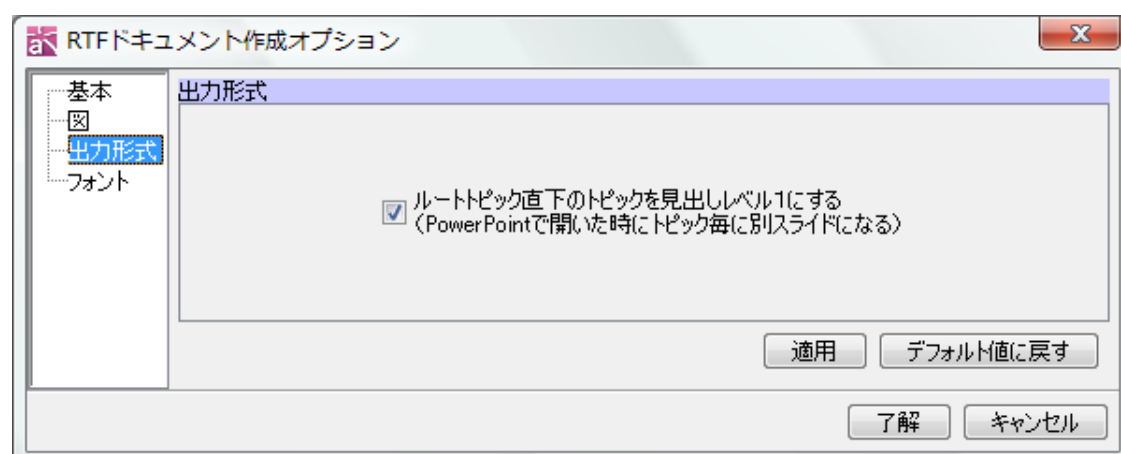 RTFドキュメント作成オプション
基本
図
出力形式
フォント
出力形式
ルートトピック直下のトピックを見出しレベル1にする
（PowerPointで開いた時にトピック毎に別スライドになる）
適用
デフォルト値に戻す
了解
キャンセル